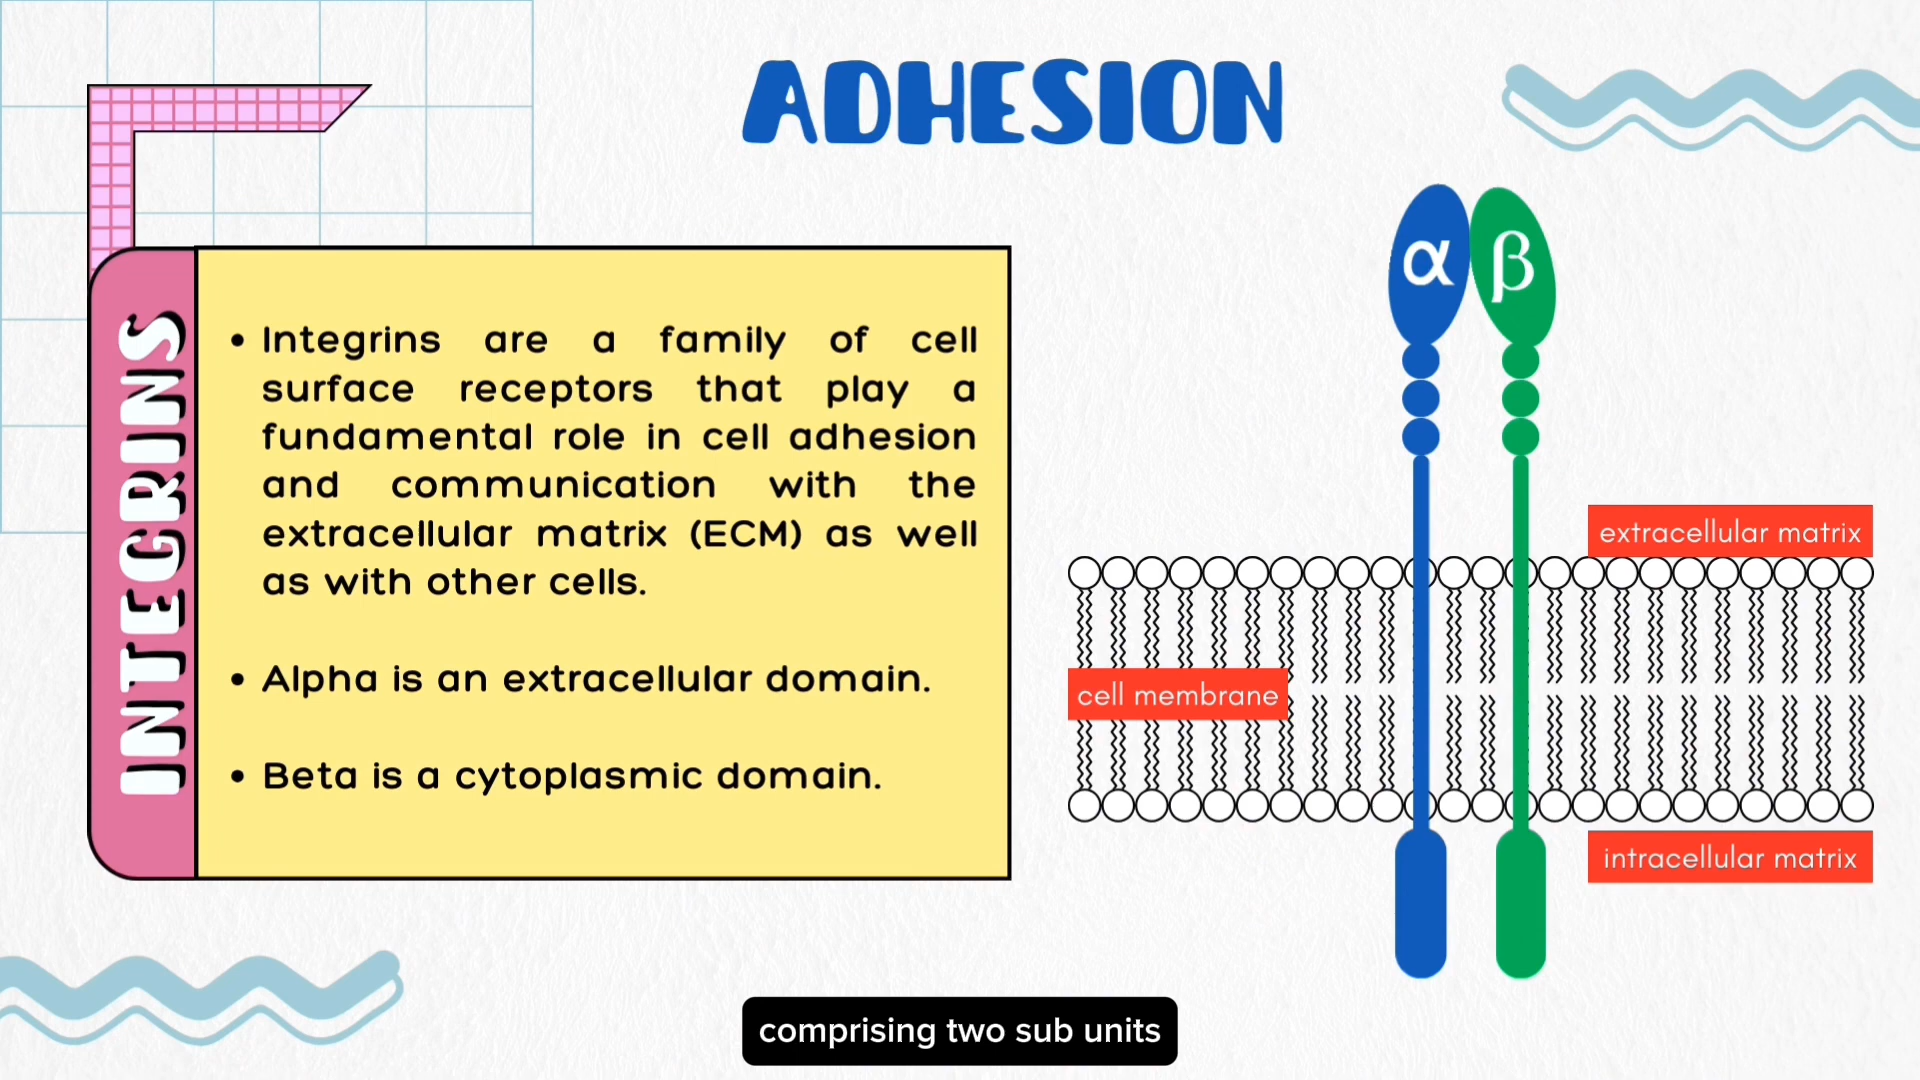 ADHESION
INTEGRINS
• Integrins are a family of cell
surface receptors that play a
fundamental role in cell adhesion
and communication with the
extracellular matrix (ECM) as well
as with other cells.
• Alpha is an extracellular domain.
• Beta is a cytoplasmic domain.
α β
extracellular matrix
cell membrane
intracellular matrix
comprising two sub units